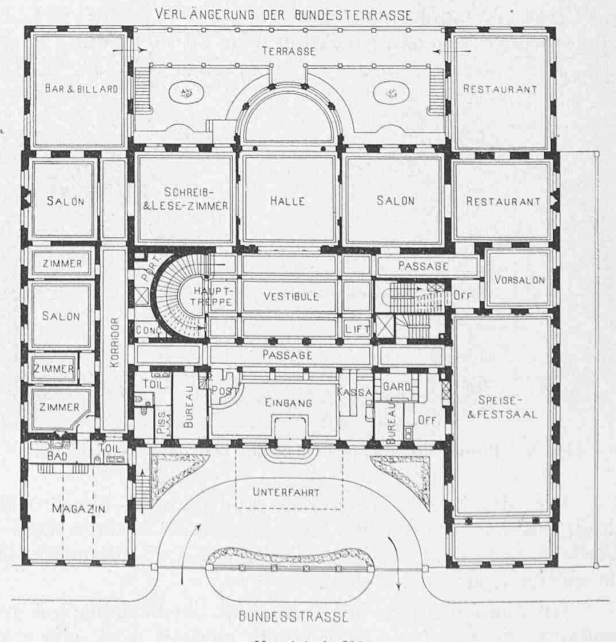 VERLÄNGERUNG DER BUNDESTERRASSE
TERRASSE
BAR & BILLARD
RESTAURANT
SALON
SCHREIB-
& LESE-ZIMMER
HALLE
SALON
RESTAURANT
ZIMMER
PORT.
PASSAGE
HAUPT-
TREPPE
VESTIBULE
OFF
VORSALON
SALON
KORRIDOR
CONC.
LIFT
PASSAGE
ZIMMER
TOIL.
PISS.
BUREAU
POST
EINGANG
KASSA
GARD.
BUREAU
OFF.
SPEISE-
& FESTSAAL
ZIMMER
BAD
TOIL
MAGAZIN
UNTERFAHRT
BUNDESSTRASSE